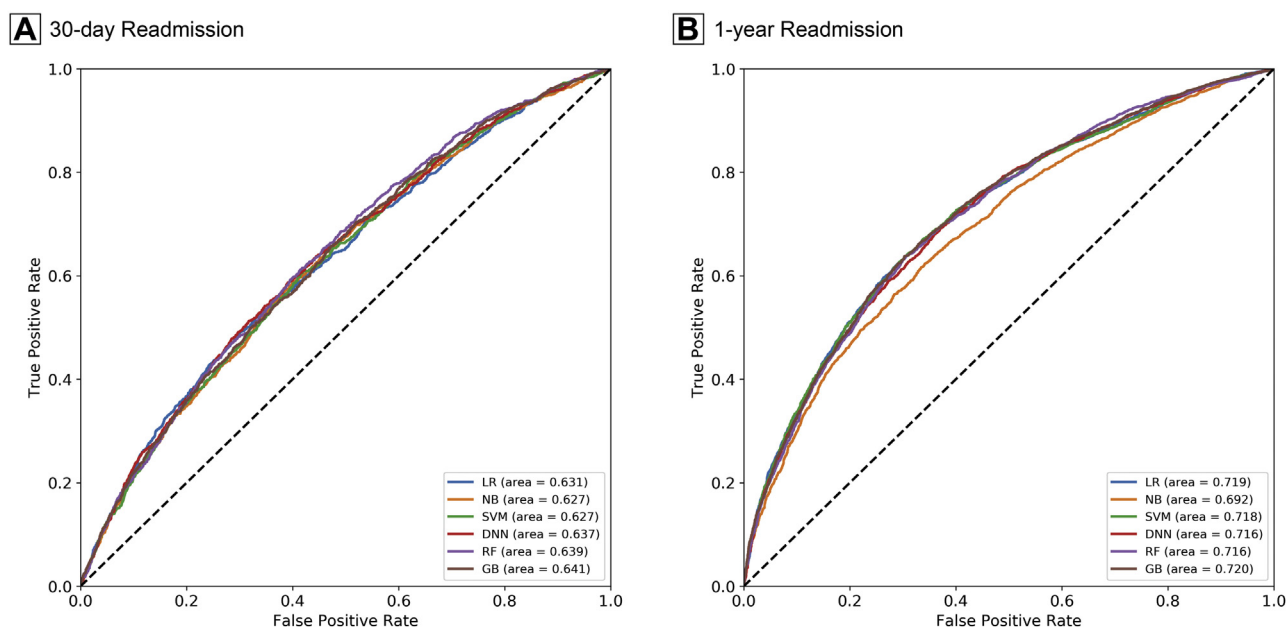 A 30-day Readmission
1.0
0.8
0.6
0.4
0.2
0.0
True Positive Rate
0.0 0.2 0.4 0.6 0.8 1.0
False Positive Rate
LR (area = 0.631)
NB (area = 0.627)
SVM (area = 0.627)
DNN (area = 0.637)
RF (area = 0.639)
GB (area = 0.641)
B 1-year Readmission
1.0
0.8
0.6
0.4
0.2
0.0
True Positive Rate
0.0 0.2 0.4 0.6 0.8 1.0
False Positive Rate
LR (area = 0.719)
NB (area = 0.692)
SVM (area = 0.718)
DNN (area = 0.716)
RF (area = 0.716)
GB (area = 0.720)